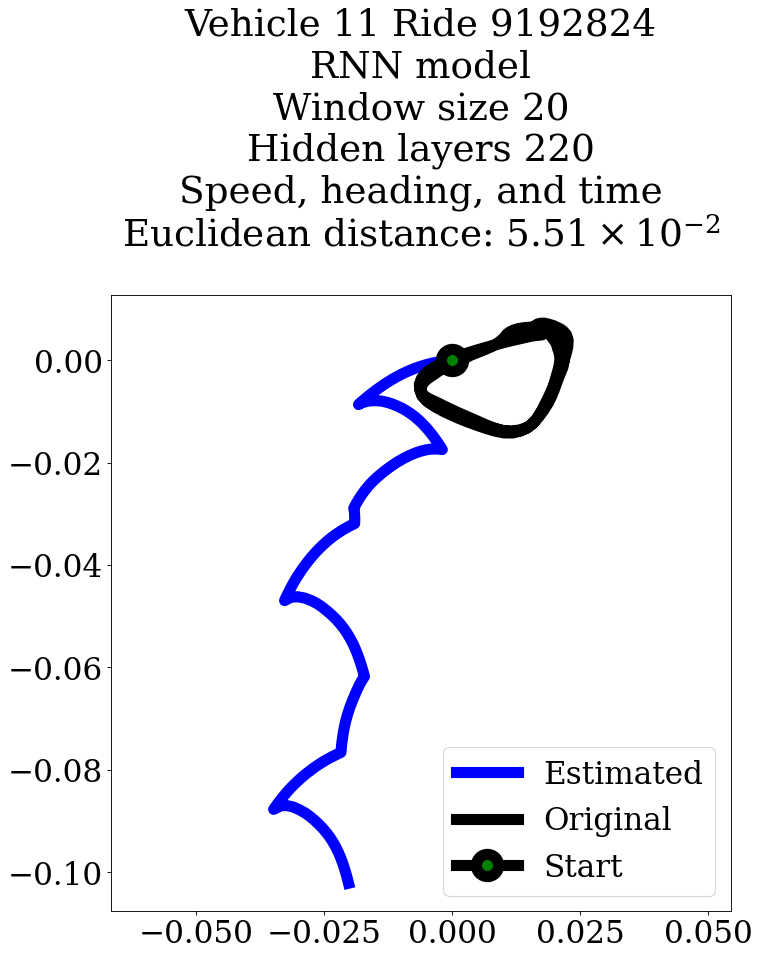 Vehicle 11 Ride 9192824
RNN model
Window size 20
Hidden layers 220
Speed, heading, and time
Euclidean distance: 5.51 × 10⁻²
0.00
−0.02
−0.04
−0.06
−0.08
−0.10
Estimated
Original
Start
−0.050 −0.025 0.000 0.025 0.050